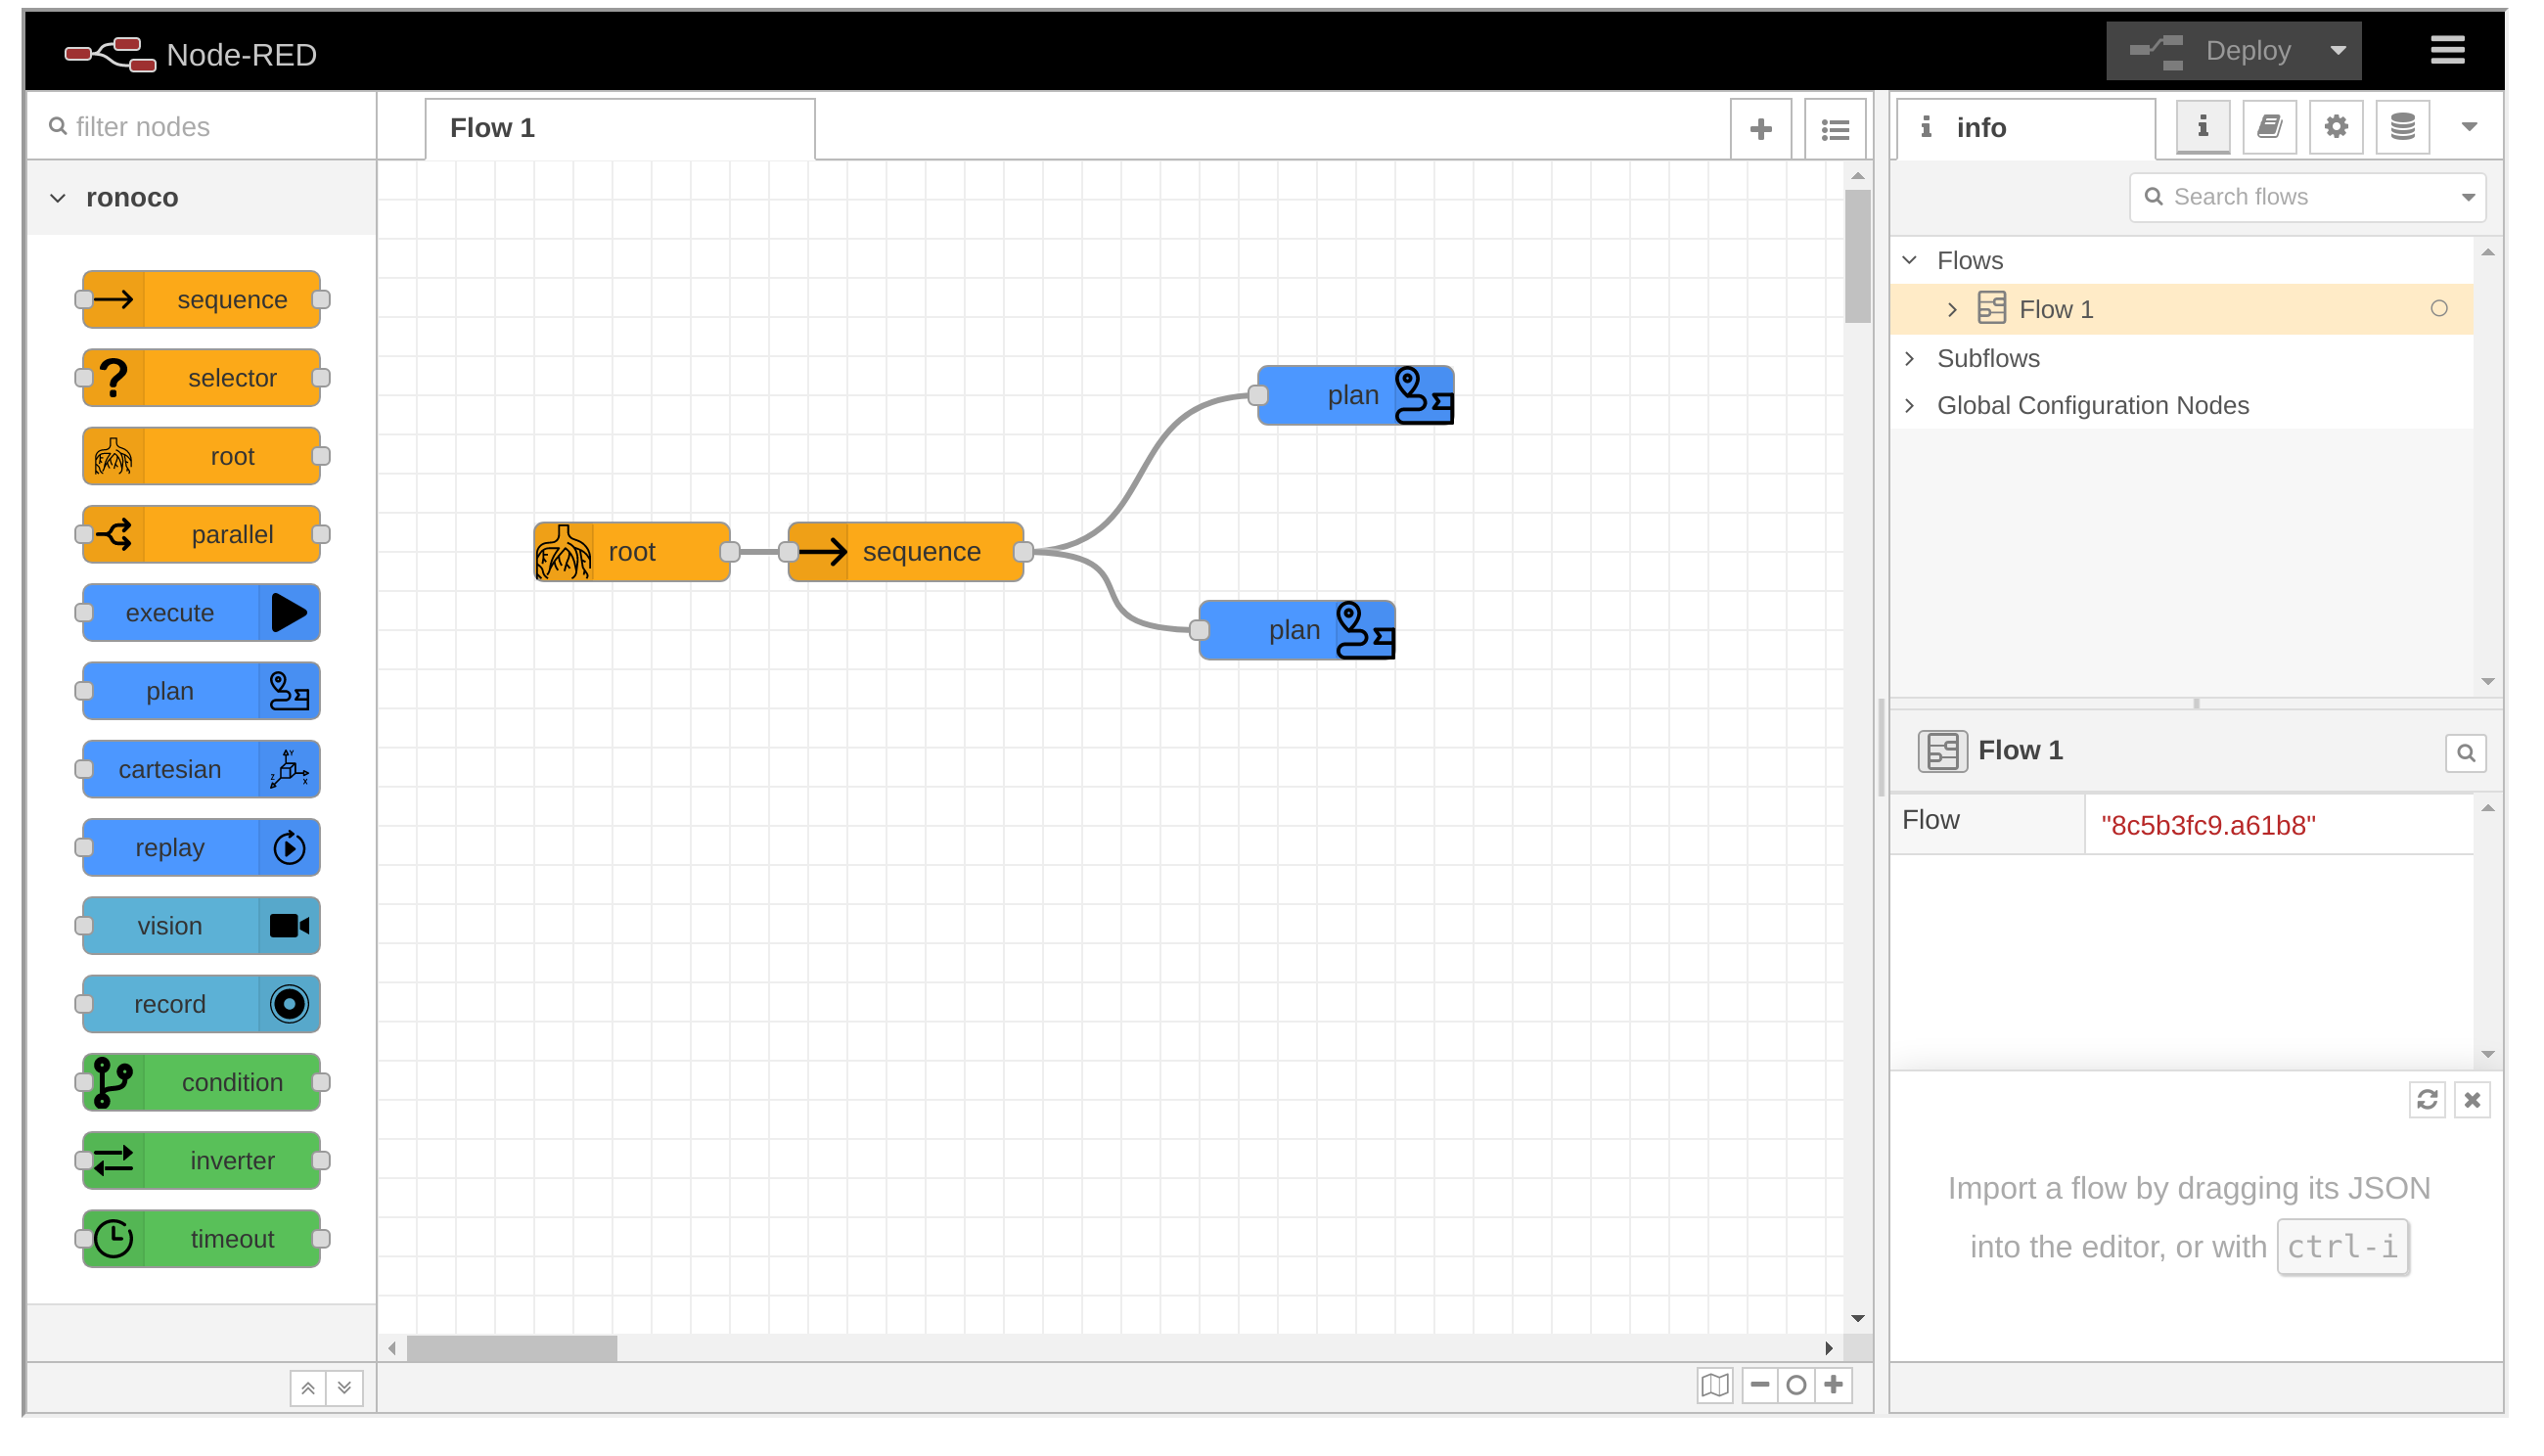 Node-RED
Deploy
filter nodes
Flow 1
info
ronoco
Search flows
Flows
Flow 1
Subflows
Global Configuration Nodes
sequence
selector
root
parallel
execute
plan
cartesian
Y
Z
X
replay
vision
record
condition
inverter
timeout
root
sequence
plan
plan
Flow 1
Flow
"8c5b3fc9.a61b8"
Import a flow by dragging its JSON
into the editor, or with ctrl-i